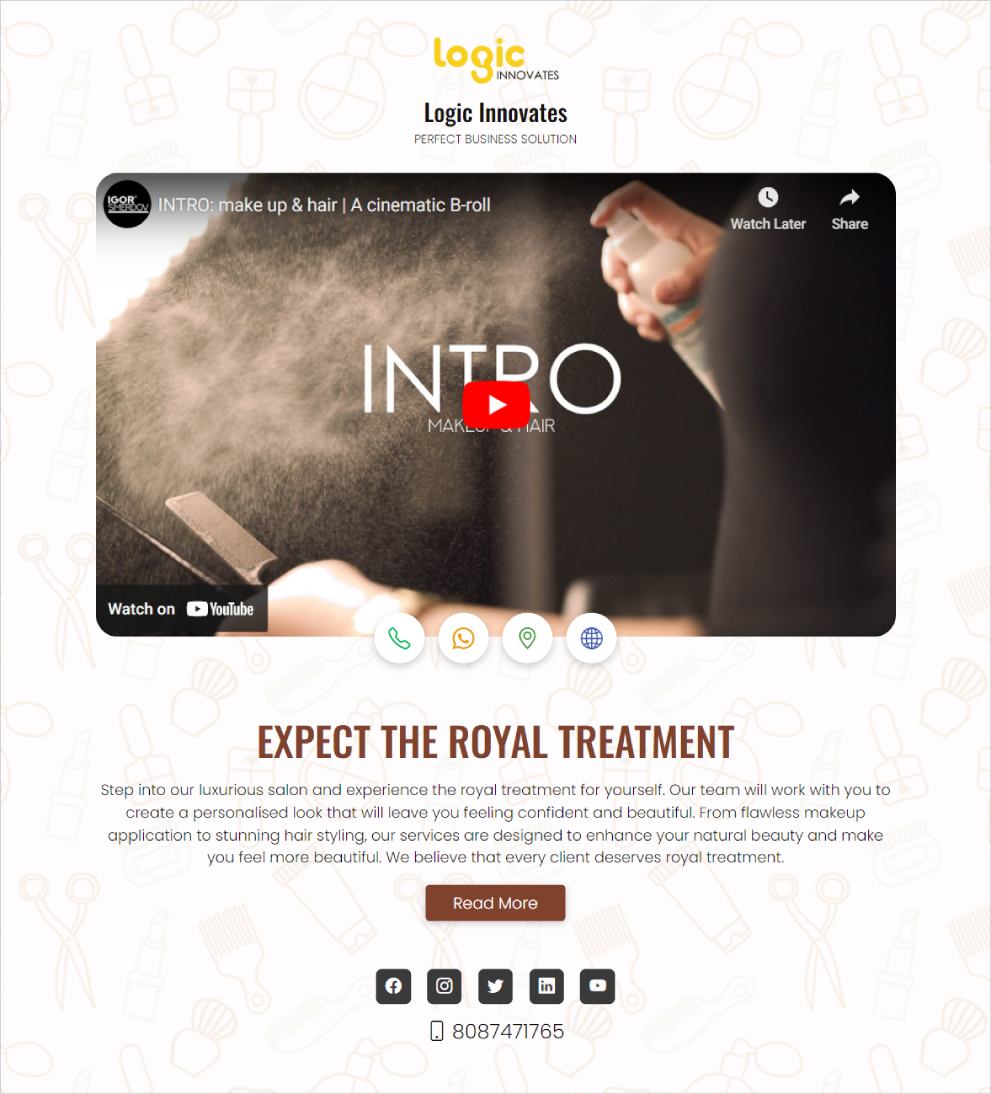 logic
INNOVATES
Logic Innovates
PERFECT BUSINESS SOLUTION
IGOR
SMERDOV
INTRO: make up & hair | A cinematic B-roll
Watch Later
Share
INTRO
MAKEUP & HAIR
Watch on YouTube
EXPECT THE ROYAL TREATMENT
Step into our luxurious salon and experience the royal treatment for yourself. Our team will work with you to
create a personalised look that will leave you feeling confident and beautiful. From flawless makeup
application to stunning hair styling, our services are designed to enhance your natural beauty and make
you feel more beautiful. We believe that every client deserves royal treatment.
Read More
8087471765